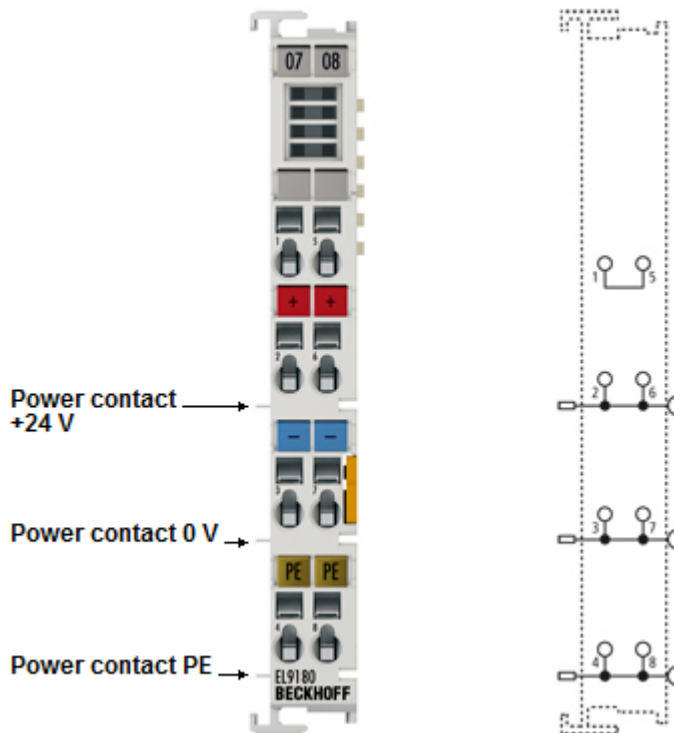 07 08
1 5
+ +
2 6
Power contact
+24 V
− −
3 7
Power contact 0 V
PE PE
4 8
Power contact PE
EL9180
BECKHOFF
1 5
2 6
3 7
4 8